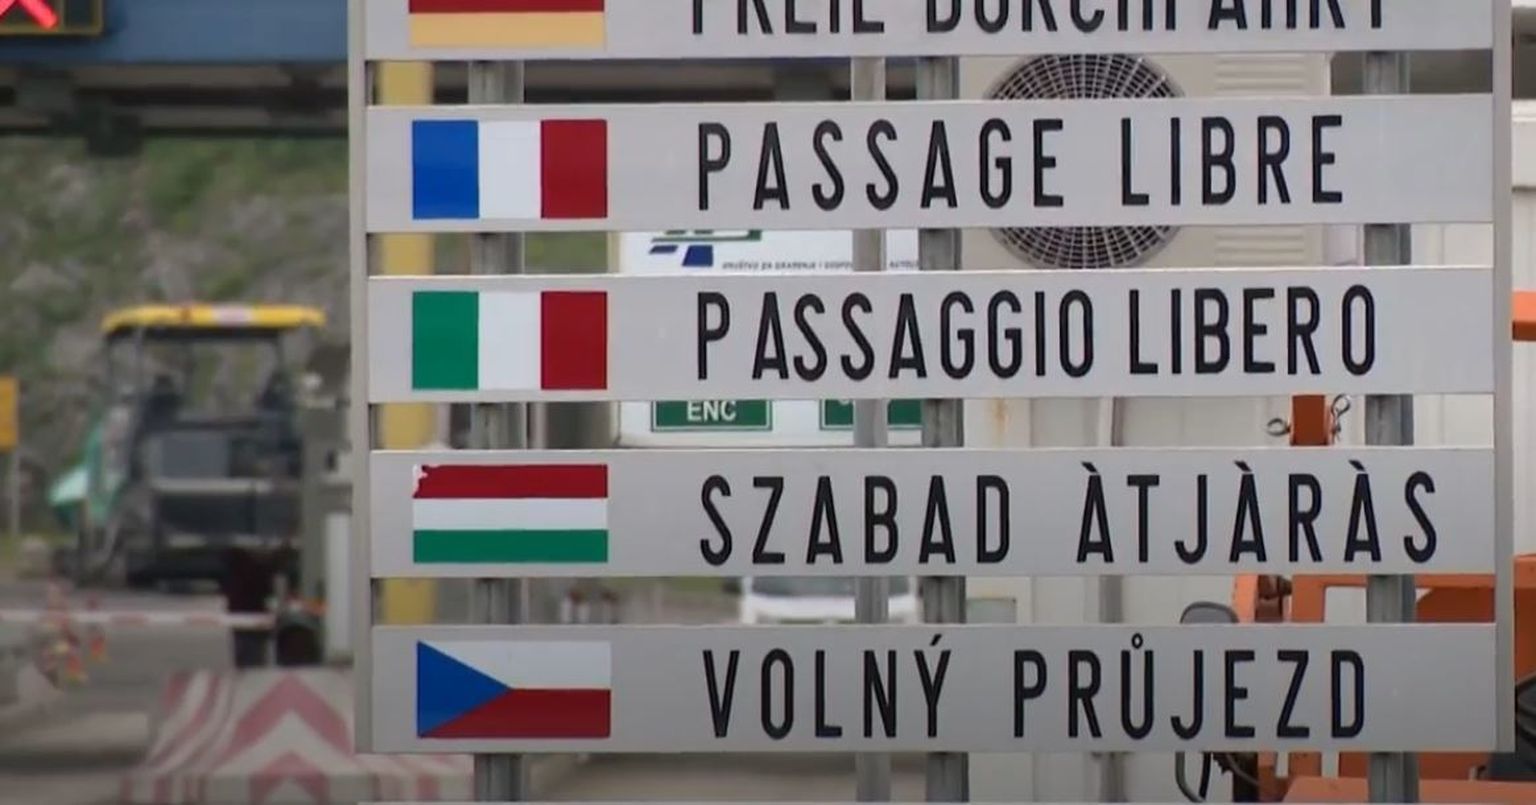 FREIE DURCHFAHRT
PASSAGE LIBRE
PASSAGGIO LIBERO
ENC
SZABAD ÀTJÀRÀS
VOLNÝ PRŮJEZD